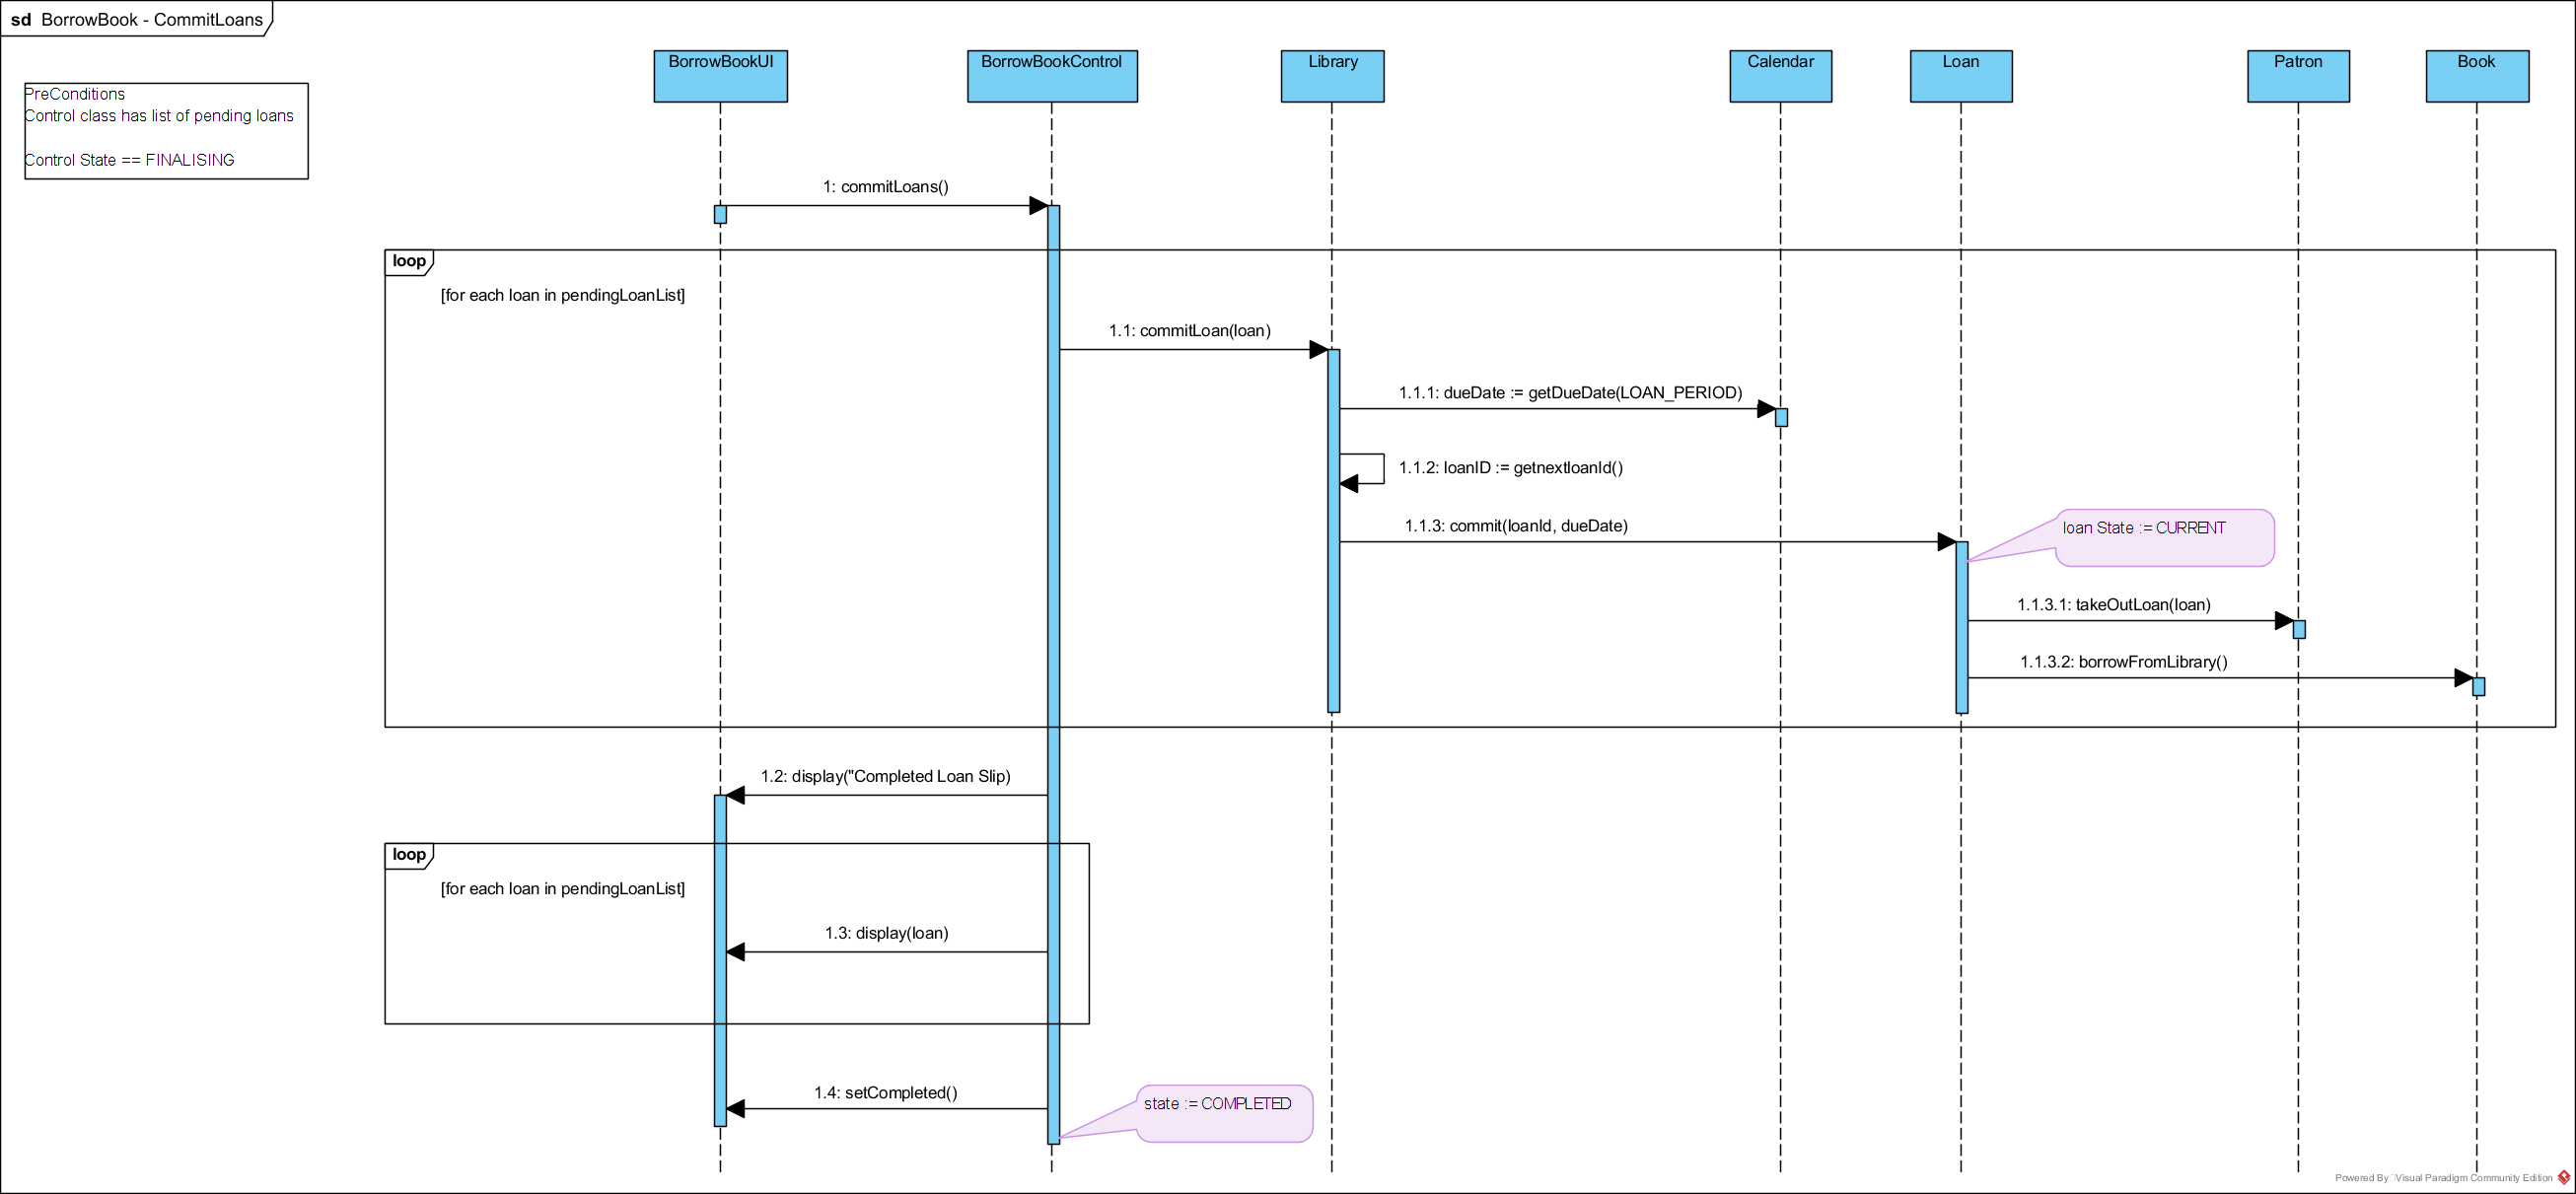 sd BorrowBook - CommitLoans
BorrowBookUI
BorrowBookControl
Library
Calendar
Loan
Patron
Book
PreConditions
Control class has list of pending loans
Control State == FINALISING
1: commitLoans()
loop
[for each loan in pendingLoanList]
1.1: commitLoan(loan)
1.1.1: dueDate := getDueDate(LOAN_PERIOD)
1.1.2: loanID := getnextloanId()
1.1.3: commit(loanId, dueDate)
loan State := CURRENT
1.1.3.1: takeOutLoan(loan)
1.1.3.2: borrowFromLibrary()
1.2: display("Completed Loan Slip)
loop
[for each loan in pendingLoanList]
1.3: display(loan)
1.4: setCompleted()
state := COMPLETED
Powered By Visual Paradigm Community Edition